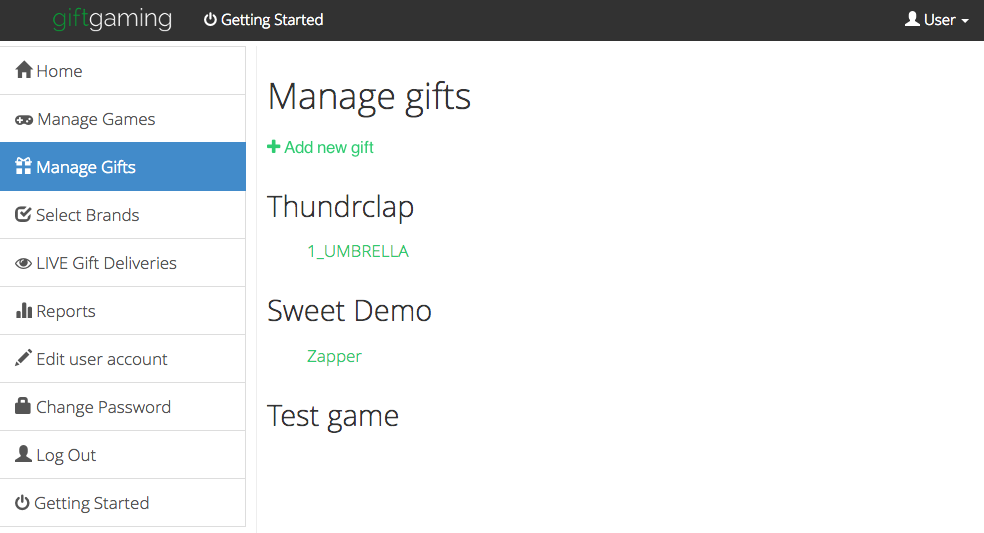 giftgaming
Getting Started
User
Home
Manage Games
Manage Gifts
Select Brands
LIVE Gift Deliveries
Reports
Edit user account
Change Password
Log Out
Getting Started
Manage gifts
Add new gift
Thundrclap
1_UMBRELLA
Sweet Demo
Zapper
Test game